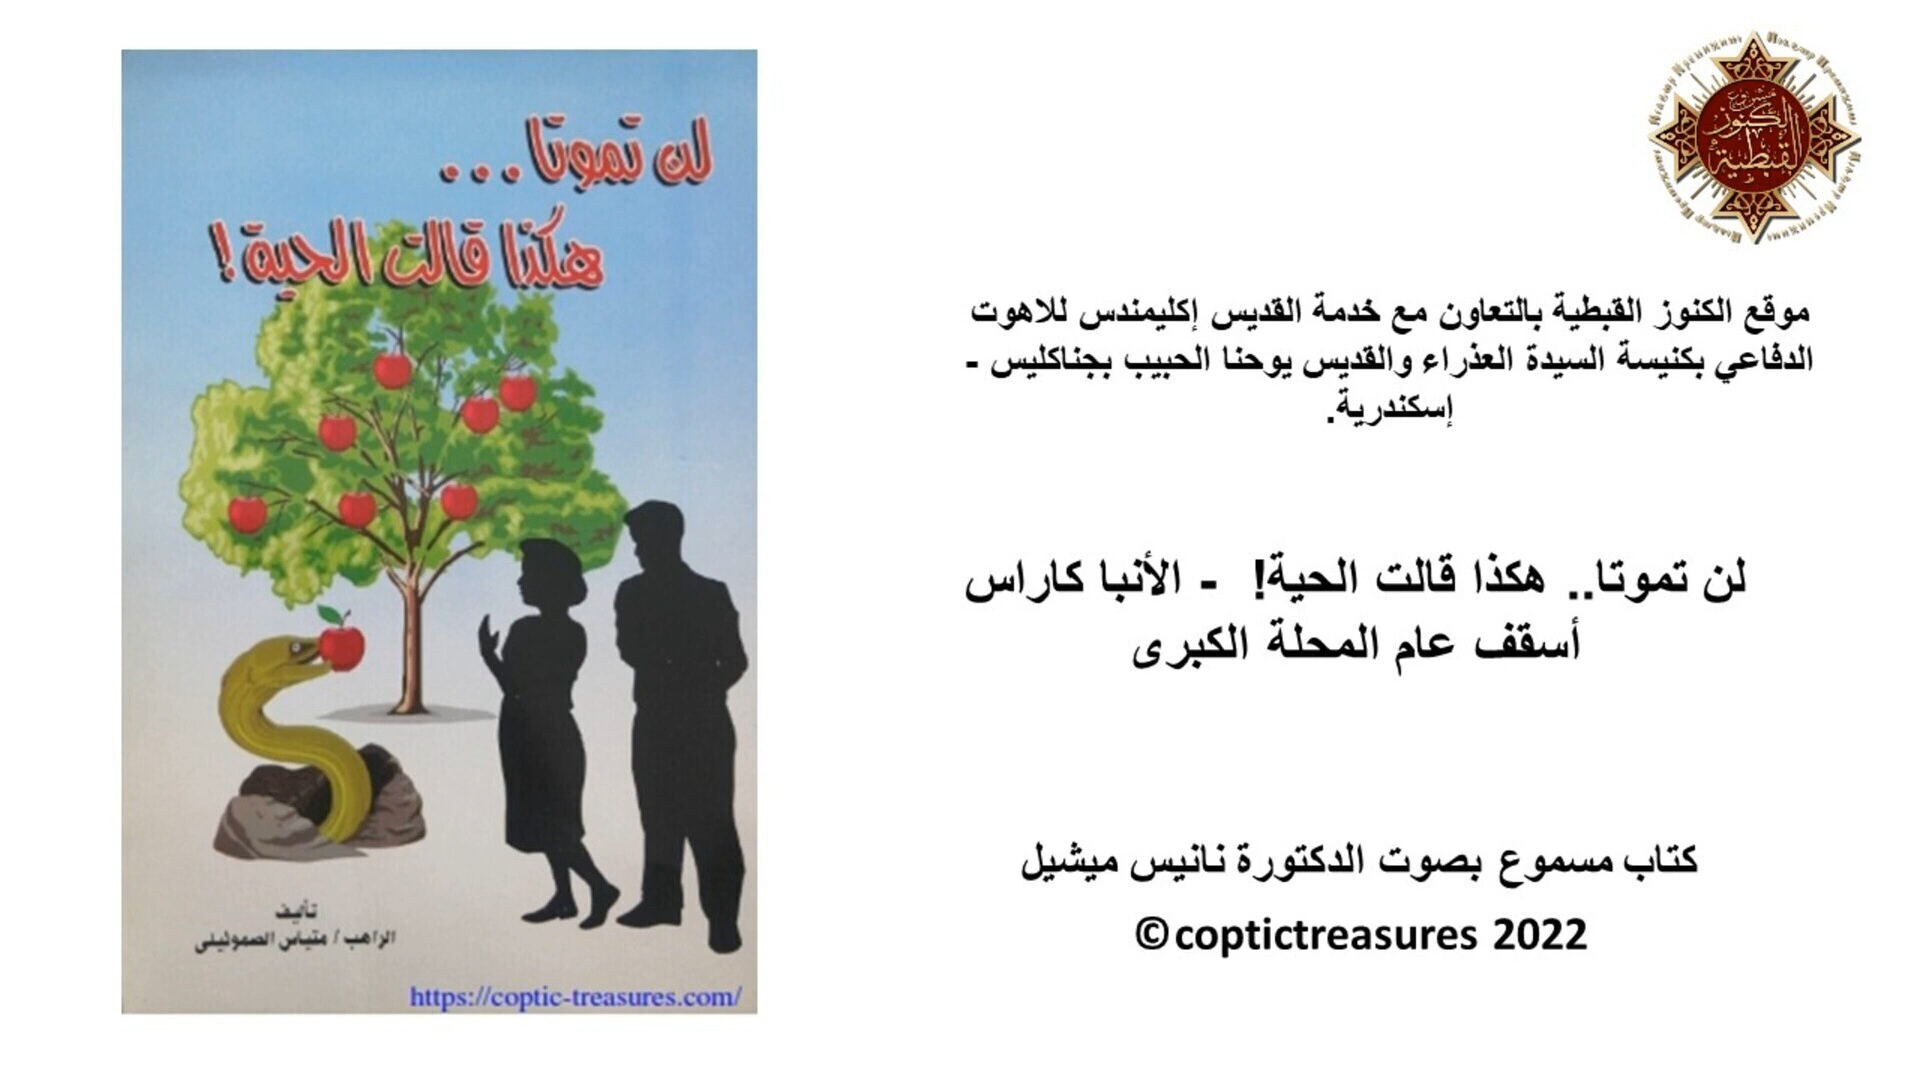 لن تموتا ...
هكذا قالت الحية !
تأليف
الراهب / متياس الصموئيلى
https://coptic-treasures.com/
مشروع
الكنوز
القبطية
موقع الكنوز القبطية بالتعاون مع خدمة القديس إكليمندس للاهوت
الدفاعي بكنيسة السيدة العذراء والقديس يوحنا الحبيب بجناكليس -
إسكندرية.
لن تموتا.. هكذا قالت الحية! - الأنبا كاراس
أسقف عام المحلة الكبرى
كتاب مسموع بصوت الدكتورة نانيس ميشيل
©coptictreasures 2022